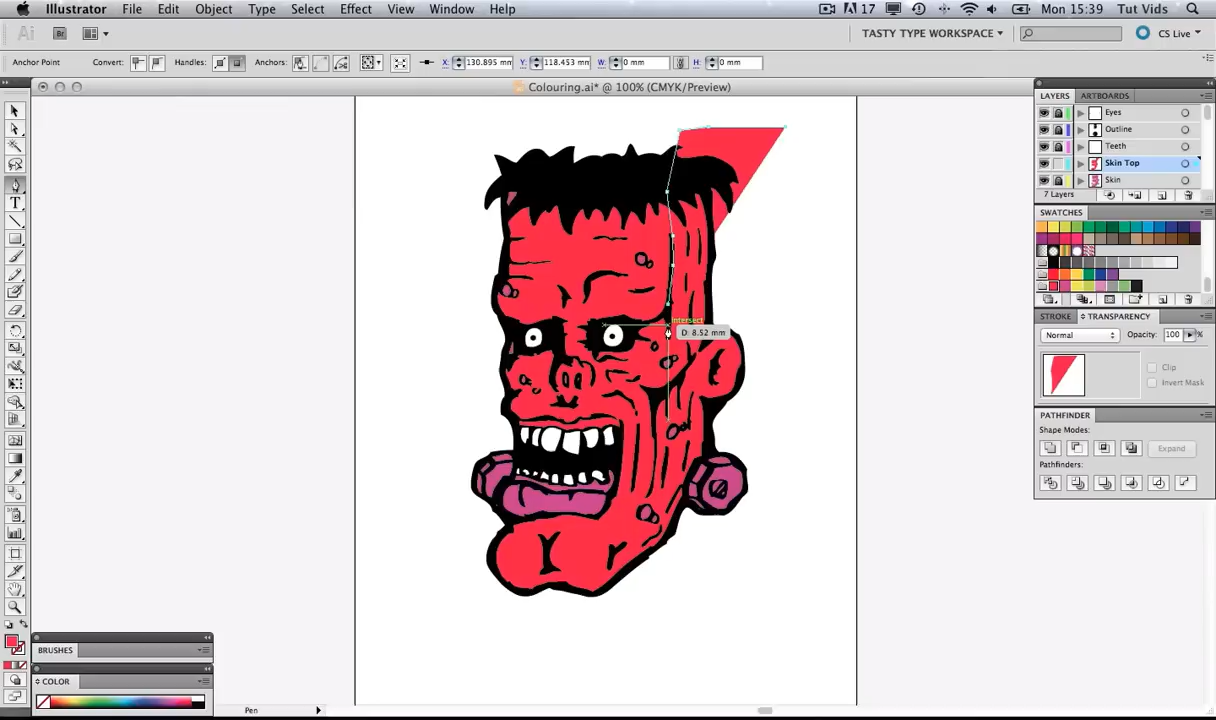 Illustrator File Edit Object Type Select Effect View Window Help 17 Mon 15:39 Tut Vids
Ai Br TASTY TYPE WORKSPACE CS Live
Anchor Point Convert: Handles: Anchors: X: 130.895 mm Y: 118.453 mm W: 0 mm H: 0 mm
Colouring.ai* @ 100% (CMYK/Preview)
LAYERS ARTBOARDS
Eyes
Outline
Teeth
Skin Top
Skin
7 Layers
SWATCHES
STROKE TRANSPARENCY
Normal Opacity: 100 %
Clip
Invert Mask
PATHFINDER
Shape Modes:
Expand
Pathfinders:
Intersect
D: 8.52 mm
BRUSHES
COLOR
Pen